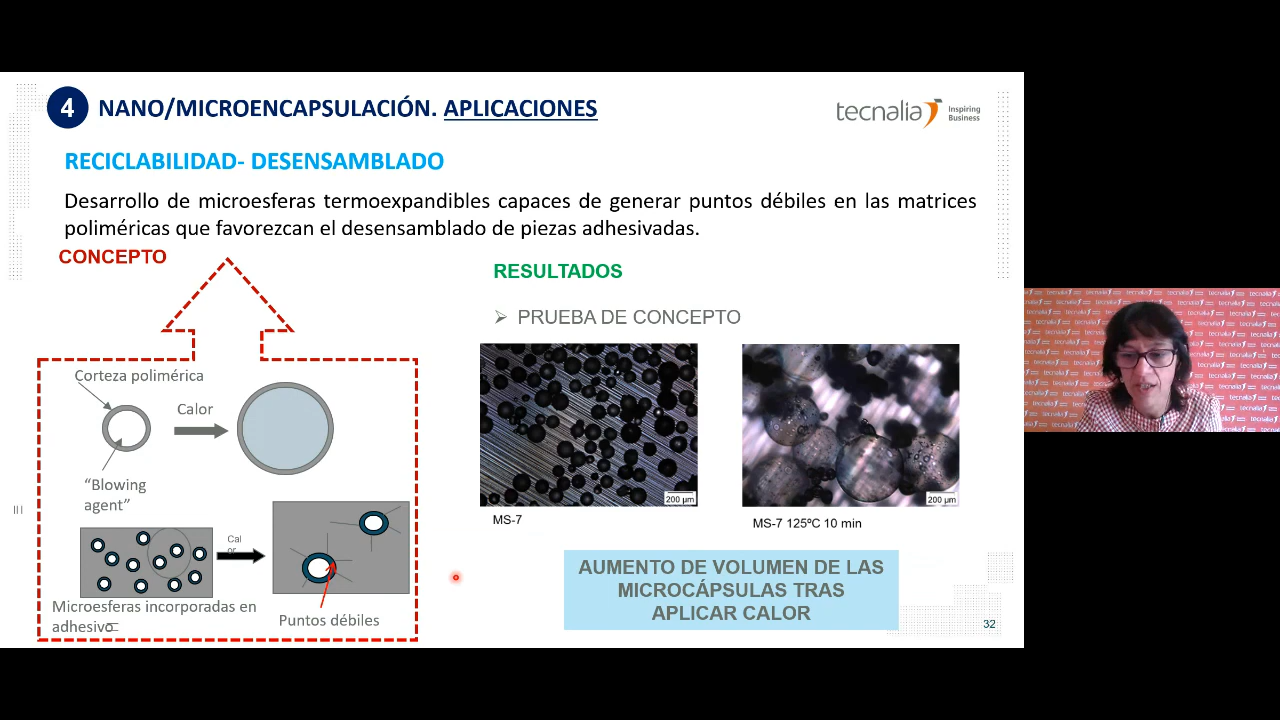 4 NANO/MICROENCAPSULACIÓN. APLICACIONES
tecnalia Inspiring Business
RECICLABILIDAD- DESENSAMBLADO
Desarrollo de microesferas termoexpandibles capaces de generar puntos débiles en las matrices
poliméricas que favorezcan el desensamblado de piezas adhesivadas.
CONCEPTO
Corteza polimérica
Calor
"Blowing
agent"
Cal
or
Microesferas incorporadas en
adhesivo
Puntos débiles
RESULTADOS
PRUEBA DE CONCEPTO
200 µm
200 µm
MS-7
MS-7 125ºC 10 min
AUMENTO DE VOLUMEN DE LAS
MICROCÁPSULAS TRAS
APLICAR CALOR
32